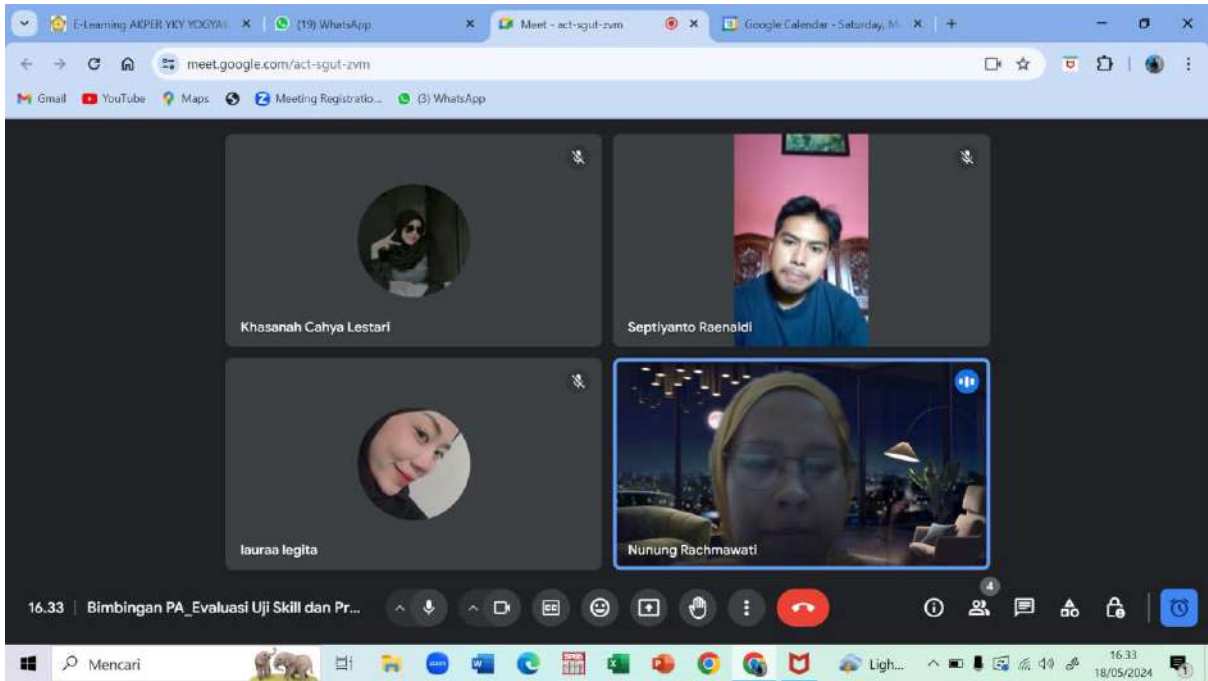 E-Learning AKPER YKY YOGYAK
(19) WhatsApp
Meet - act-sgut-zvm
Google Calendar - Saturday, M
meet.google.com/act-sgut-zvm
Gmail
YouTube
Maps
Meeting Registratio...
(3) WhatsApp
Khasanah Cahya Lestari
Septiyanto Raenaldi
lauraa legita
Nunung Rachmawati
16.33 | Bimbingan PA_Evaluasi Uji Skill dan Pr...
4
Mencari
Ligh...
16.33
18/05/2024
1